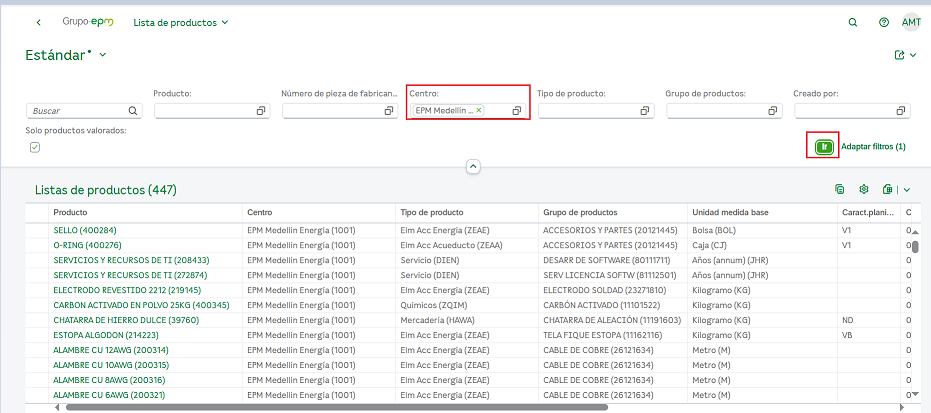 Grupo·epm Lista de productos AMT
Estándar*
Producto: Número de pieza de fabrican... Centro: Tipo de producto: Grupo de productos: Creado por:
Buscar EPM Medellín ...
Solo productos valorados:
Ir Adaptar filtros (1)
Listas de productos (447)
Producto Centro Tipo de producto Grupo de productos Unidad medida base Caract.plani... C
SELLO (400284) EPM Medellín Energía (1001) Elm Acc Energía (ZEAE) ACCESORIOS Y PARTES (20121445) Bolsa (BOL) V1 0
O-RING (400276) EPM Medellín Energía (1001) Elm Acc Acueducto (ZEAA) ACCESORIOS Y PARTES (20121445) Caja (CJ) V1 0
SERVICIOS Y RECURSOS DE TI (208433) EPM Medellín Energía (1001) Servicio (DIEN) DESARR DE SOFTWARE (80111711) Años (annum) (JHR) 0
SERVICIOS Y RECURSOS DE TI (272874) EPM Medellín Energía (1001) Servicio (DIEN) SERV LICENCIA SOFTW (81112501) Años (annum) (JHR) 0
ELECTRODO REVESTIDO 2212 (219145) EPM Medellín Energía (1001) Elm Acc Energía (ZEAE) ELECTRODO SOLDAD (23271810) Kilogramo (KG) 0
CARBON ACTIVADO EN POLVO 25KG (400345) EPM Medellín Energía (1001) Químicos (ZQIM) CARBÓN ACTIVADO (11101522) Kilogramo (KG) 0
CHATARRA DE HIERRO DULCE (39760) EPM Medellín Energía (1001) Mercadería (HAWA) CHATARRA DE ALEACIÓN (11191603) Kilogramo (KG) ND 0
ESTOPA ALGODON (214223) EPM Medellín Energía (1001) Elm Acc Energía (ZEAE) TELA FIQUE ESTOPA (11162116) Kilogramo (KG) VB 0
ALAMBRE CU 12AWG (200314) EPM Medellín Energía (1001) Elm Acc Energía (ZEAE) CABLE DE COBRE (26121634) Metro (M) 0
ALAMBRE CU 10AWG (200315) EPM Medellín Energía (1001) Elm Acc Energía (ZEAE) CABLE DE COBRE (26121634) Metro (M) 0
ALAMBRE CU 8AWG (200316) EPM Medellín Energía (1001) Elm Acc Energía (ZEAE) CABLE DE COBRE (26121634) Metro (M) 0
ALAMBRE CU 6AWG (200321) EPM Medellín Energía (1001) Elm Acc Energía (ZEAE) CABLE DE COBRE (26121634) Metro (M) 0